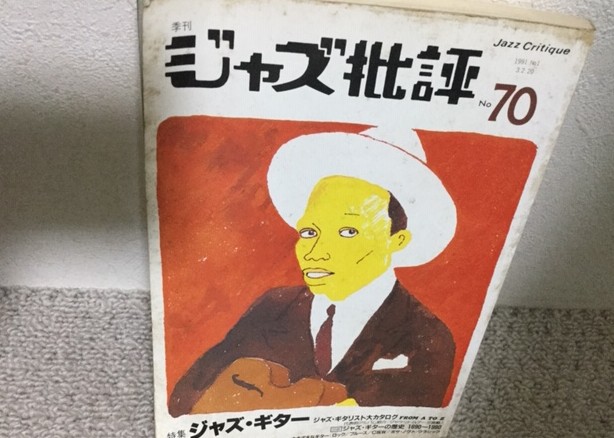 季刊
ジャズ批評
Jazz Critique
No 70
特集 ジャズ・ギター
ジャズ・ギタリスト大カタログ FROM A TO Z
ジャズ・ギターの歴史